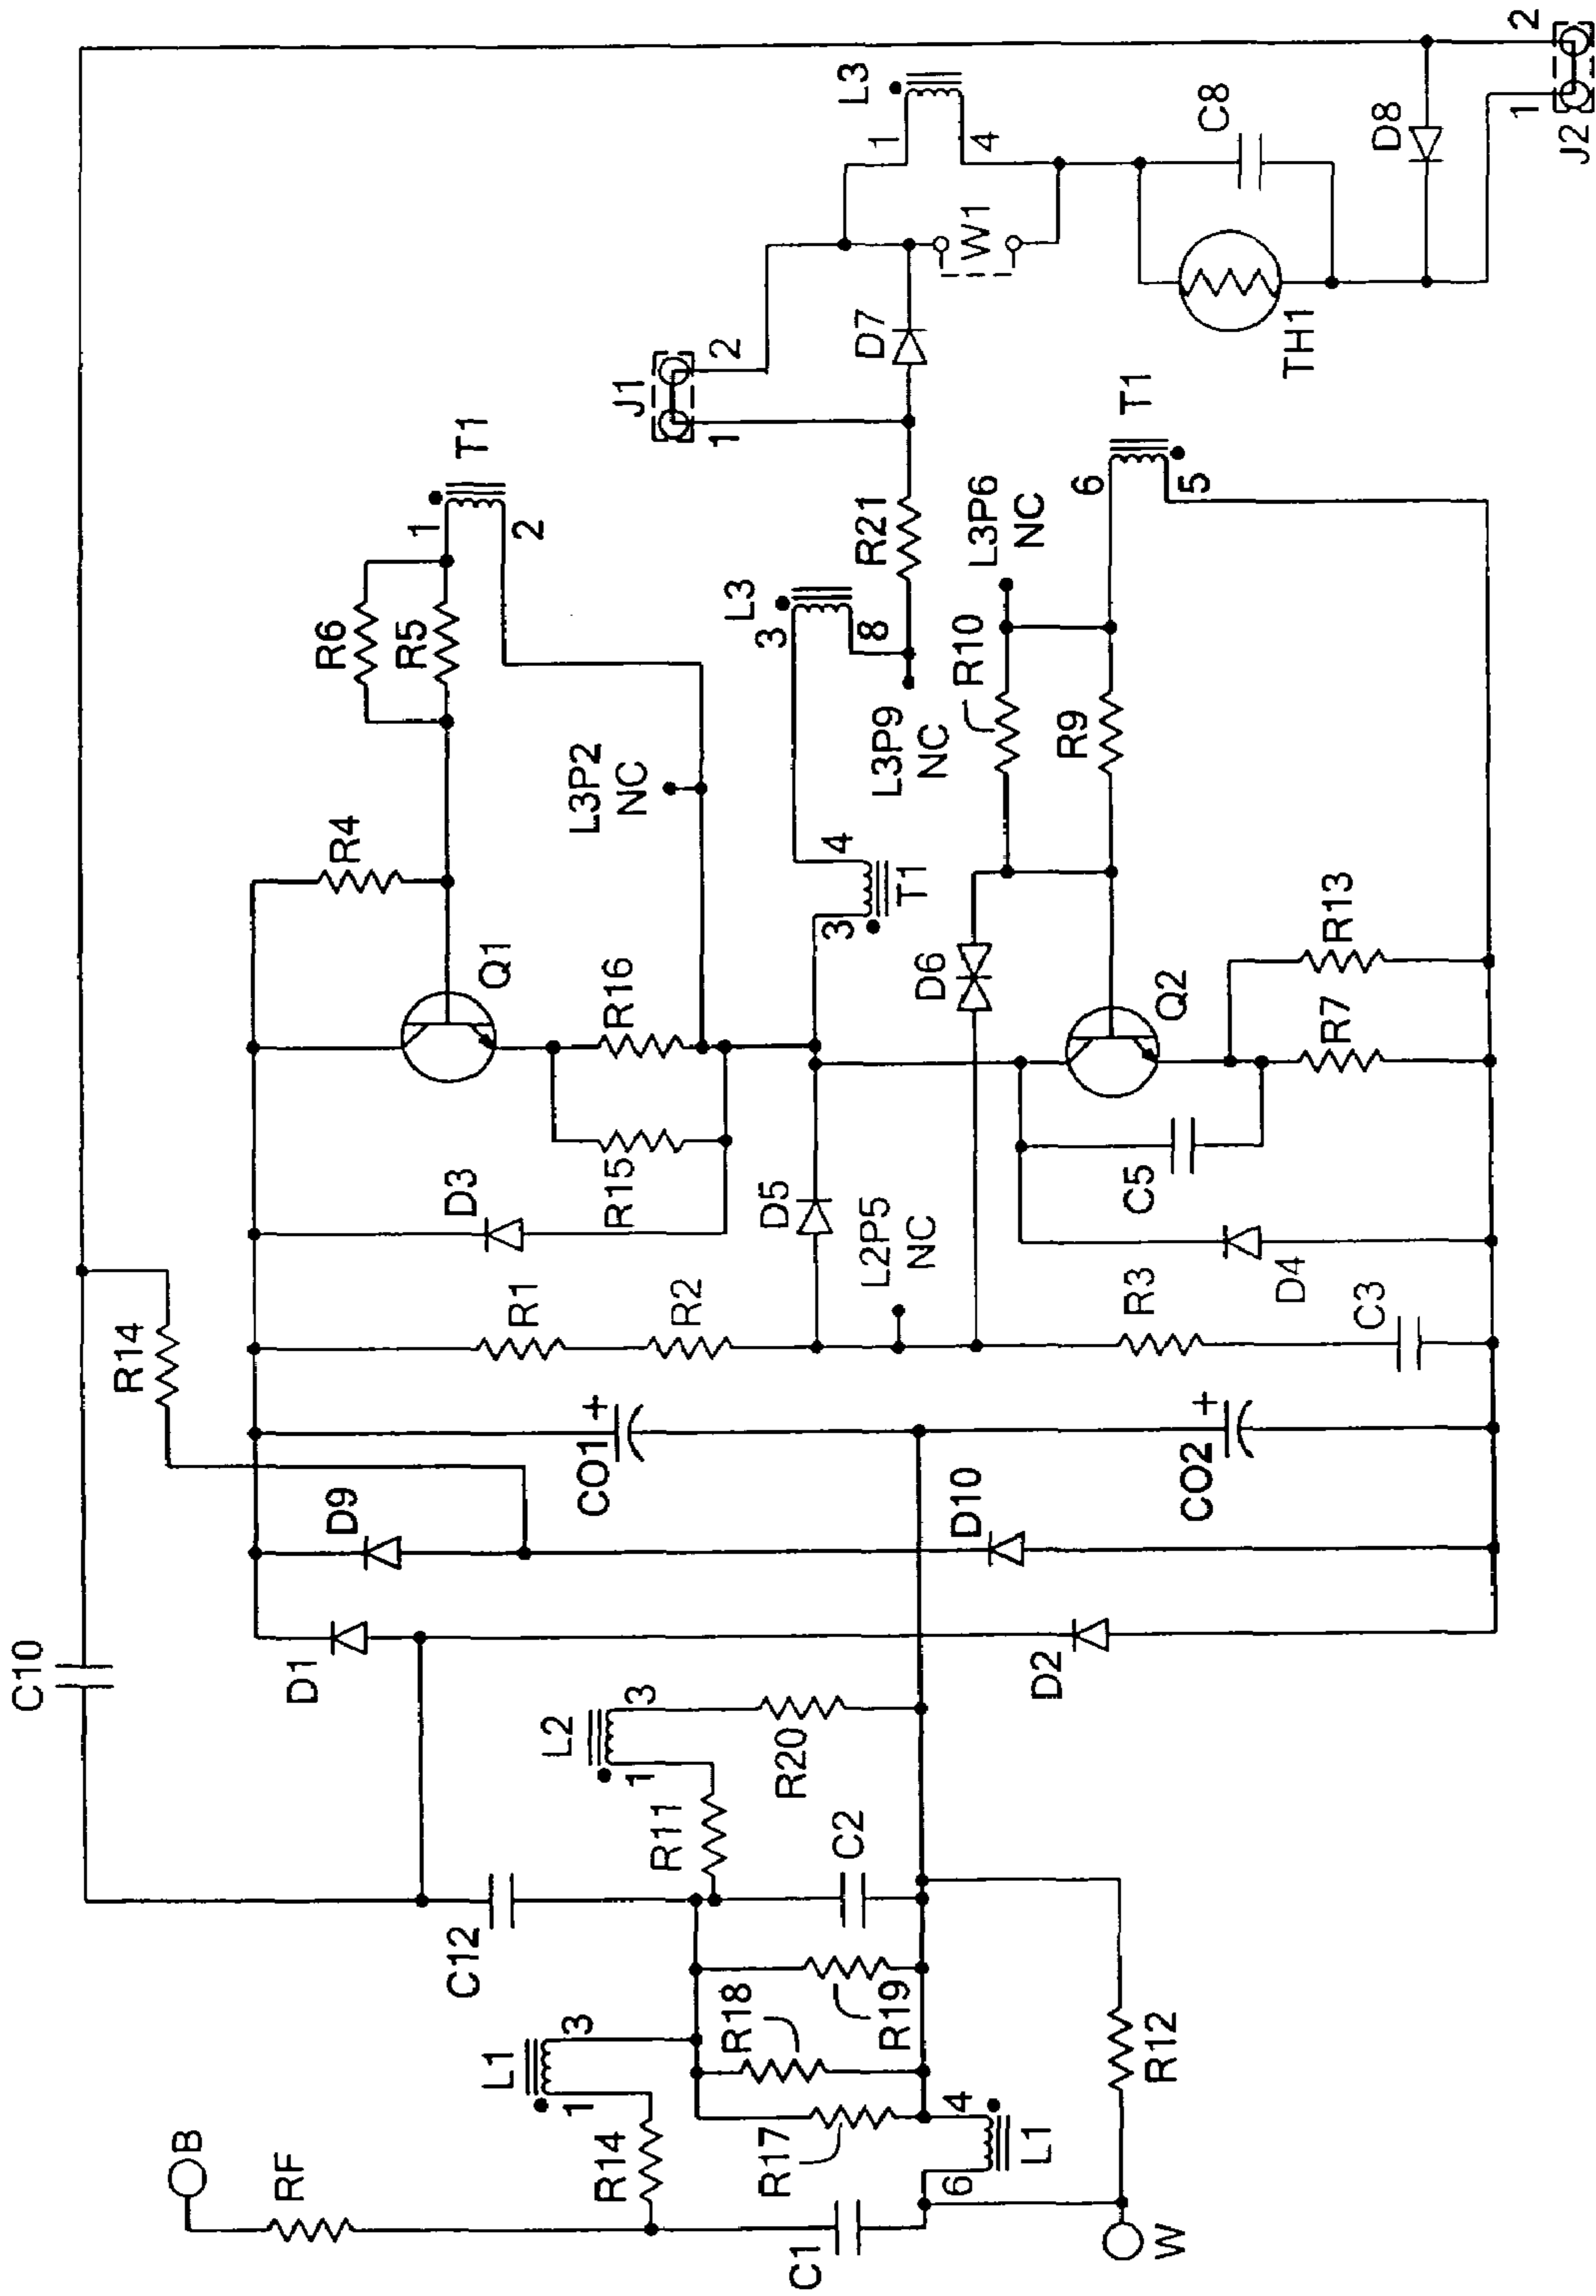 B
RF
R14
C1
W
L1
1
3
R17
R18
R19
6
4
L1
R12
C12
C2
R11
L2
1
3
R20
C10
D1
D2
D9
D10
R14
CO1
+
CO2
+
R1
R2
R3
C3
L2P5
NC
D3
R15
R16
D5
D4
C5
Q1
R4
R6
R5
1
2
T1
L3P2
NC
3
4
T1
D6
Q2
R7
R13
L3
3
8
L3P9
NC
R21
R10
L3P6
NC
R9
6
5
T1
J1
1
2
D7
W1
L3
1
4
C8
TH1
D8
1
2
J2